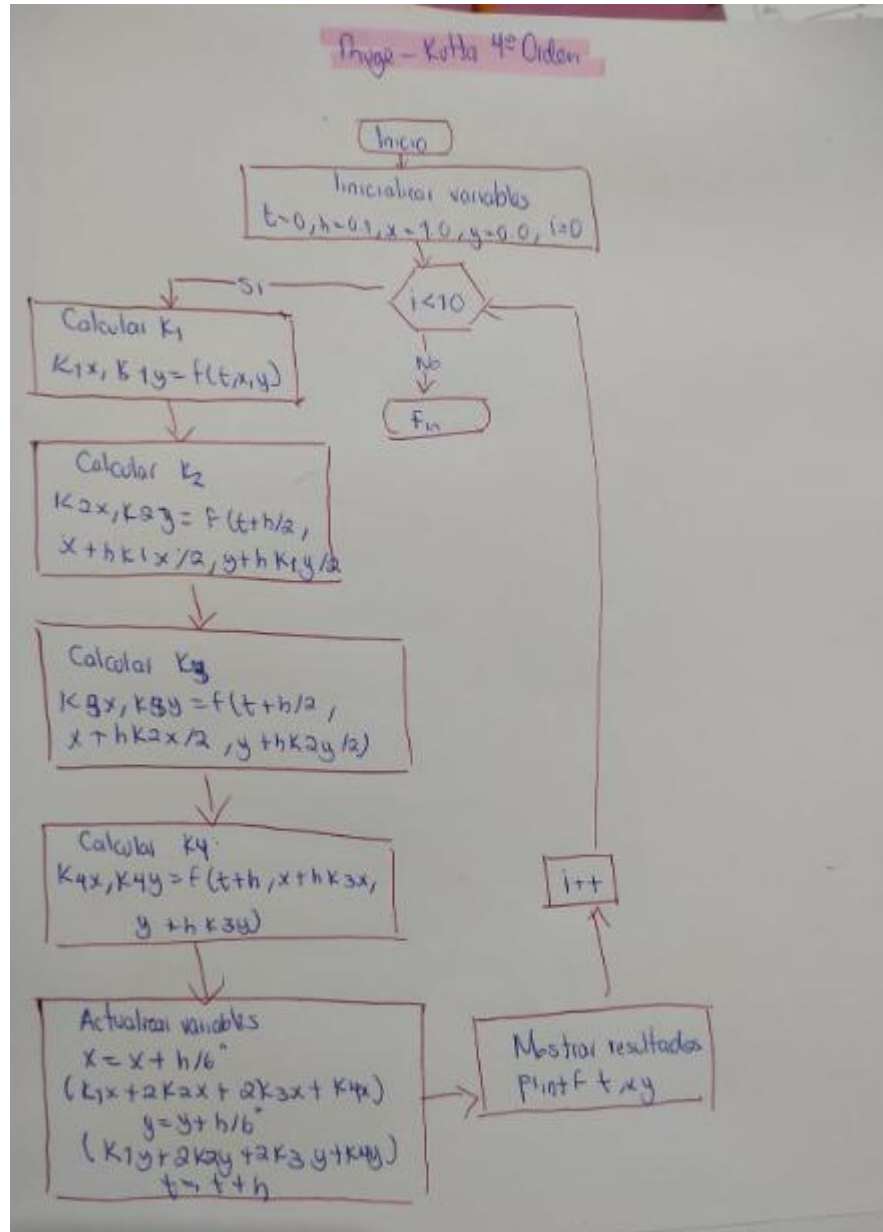 Ruge - Kutta 4º Orden
Inicio
Inicializar variables
t=0, h=0.1, x=1.0, y=0.0, i=0
i<10
Si
No
Fin
Calcular K1
K1x, K1y = f(t,x,y)
Calcular K2
K2x, K2y = f(t+h/2,
x+hK1x/2, y+hK1y/2
Calcular K3
K3x, K3y = f(t+h/2,
x+hK2x/2, y+hK2y/2)
Calcular K4
K4x, K4y = f(t+h, x+hK3x,
y+hK3y)
Actualizar variables
x = x + h/6*
(K1x + 2K2x + 2K3x + K4x)
y = y + h/6*
(K1y + 2K2y + 2K3y + K4y)
t = t + h
Mostrar resultados
printf t xy
i++